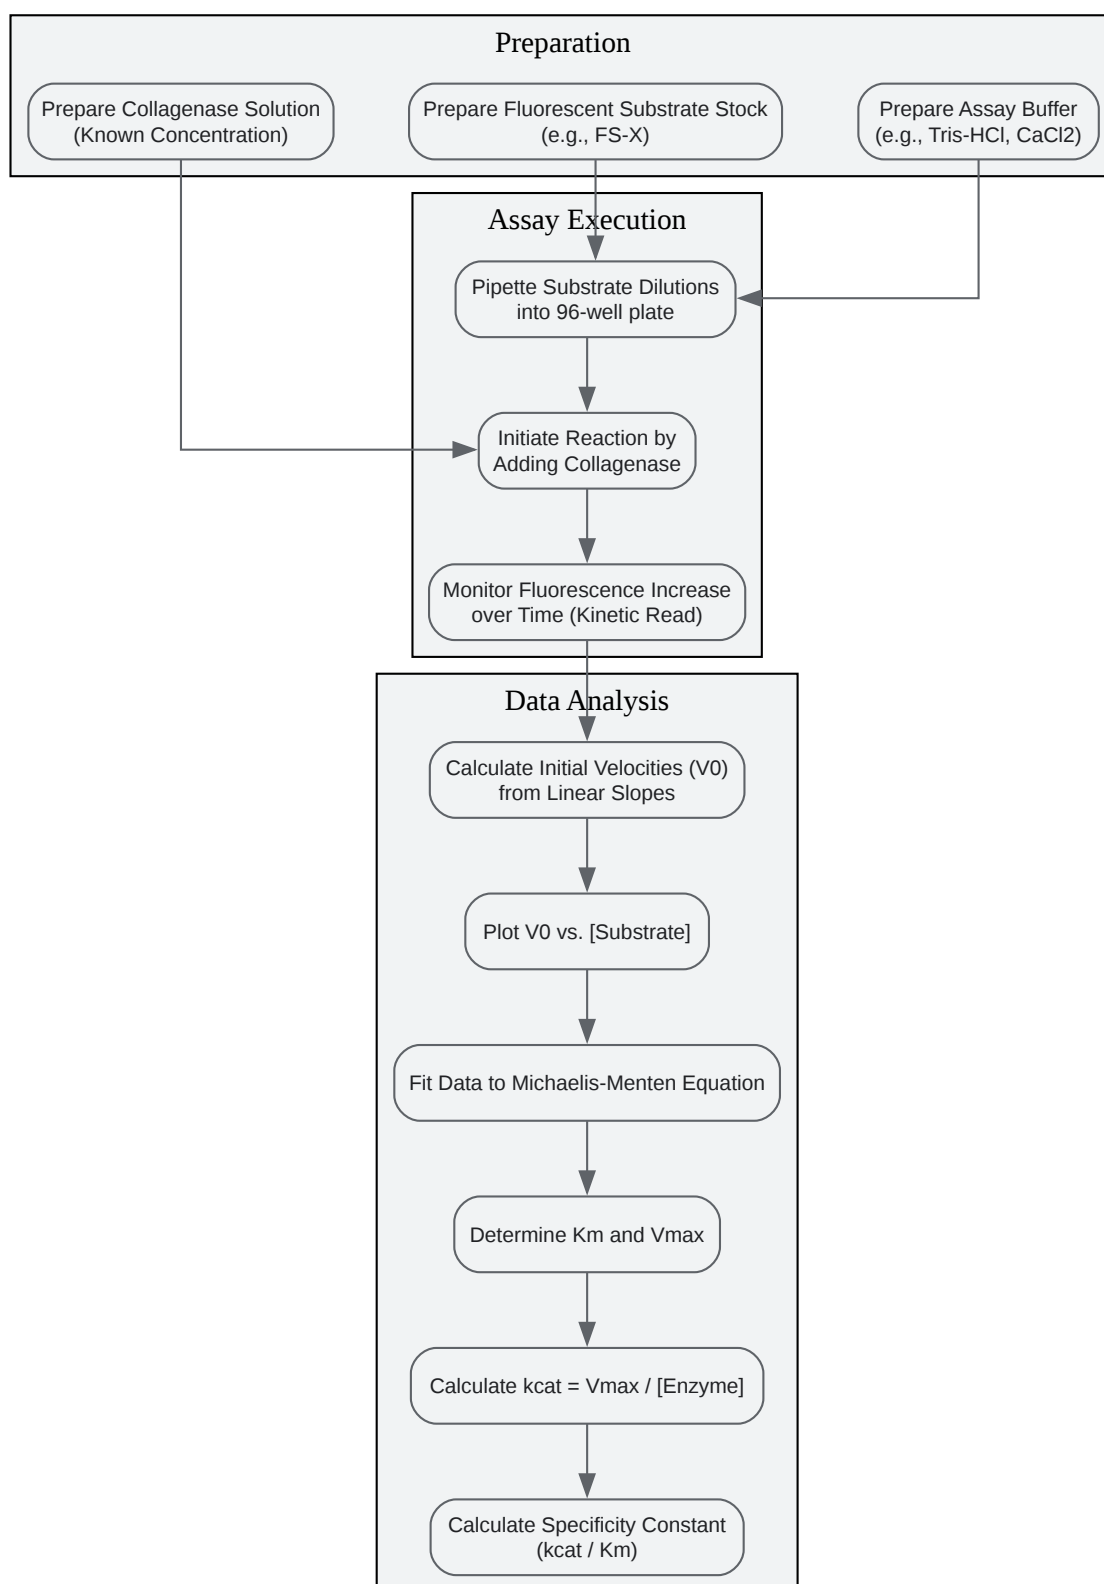 Preparation
Prepare Collagenase Solution
(Known Concentration)
Prepare Fluorescent Substrate Stock
(e.g., FS-X)
Prepare Assay Buffer
(e.g., Tris-HCl, CaCl2)
Assay Execution
Pipette Substrate Dilutions
into 96-well plate
Initiate Reaction by
Adding Collagenase
Monitor Fluorescence Increase
over Time (Kinetic Read)
Data Analysis
Calculate Initial Velocities (V0)
from Linear Slopes
Plot V0 vs. [Substrate]
Fit Data to Michaelis-Menten Equation
Determine Km and Vmax
Calculate kcat = Vmax / [Enzyme]
Calculate Specificity Constant
(kcat / Km)